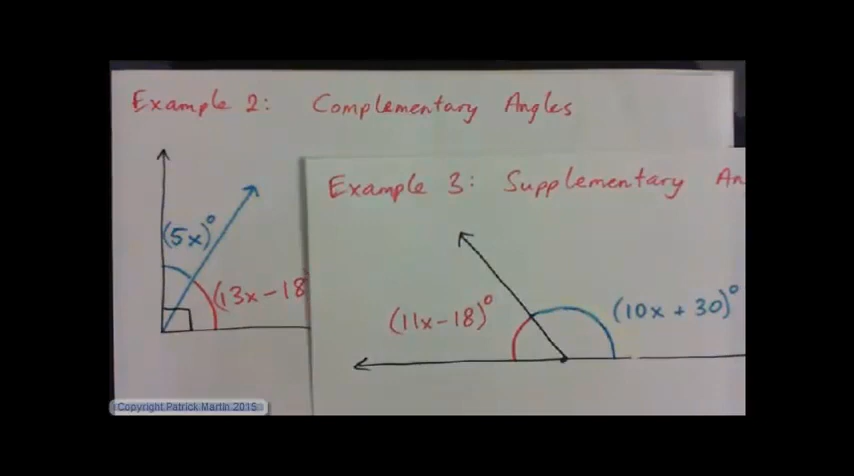 Example 2: Complementary Angles
(5x)°
(13x-18
Example 3: Supplementary An
(11x-18)°
(10x + 30)°
Copyright Patrick Martin 2015